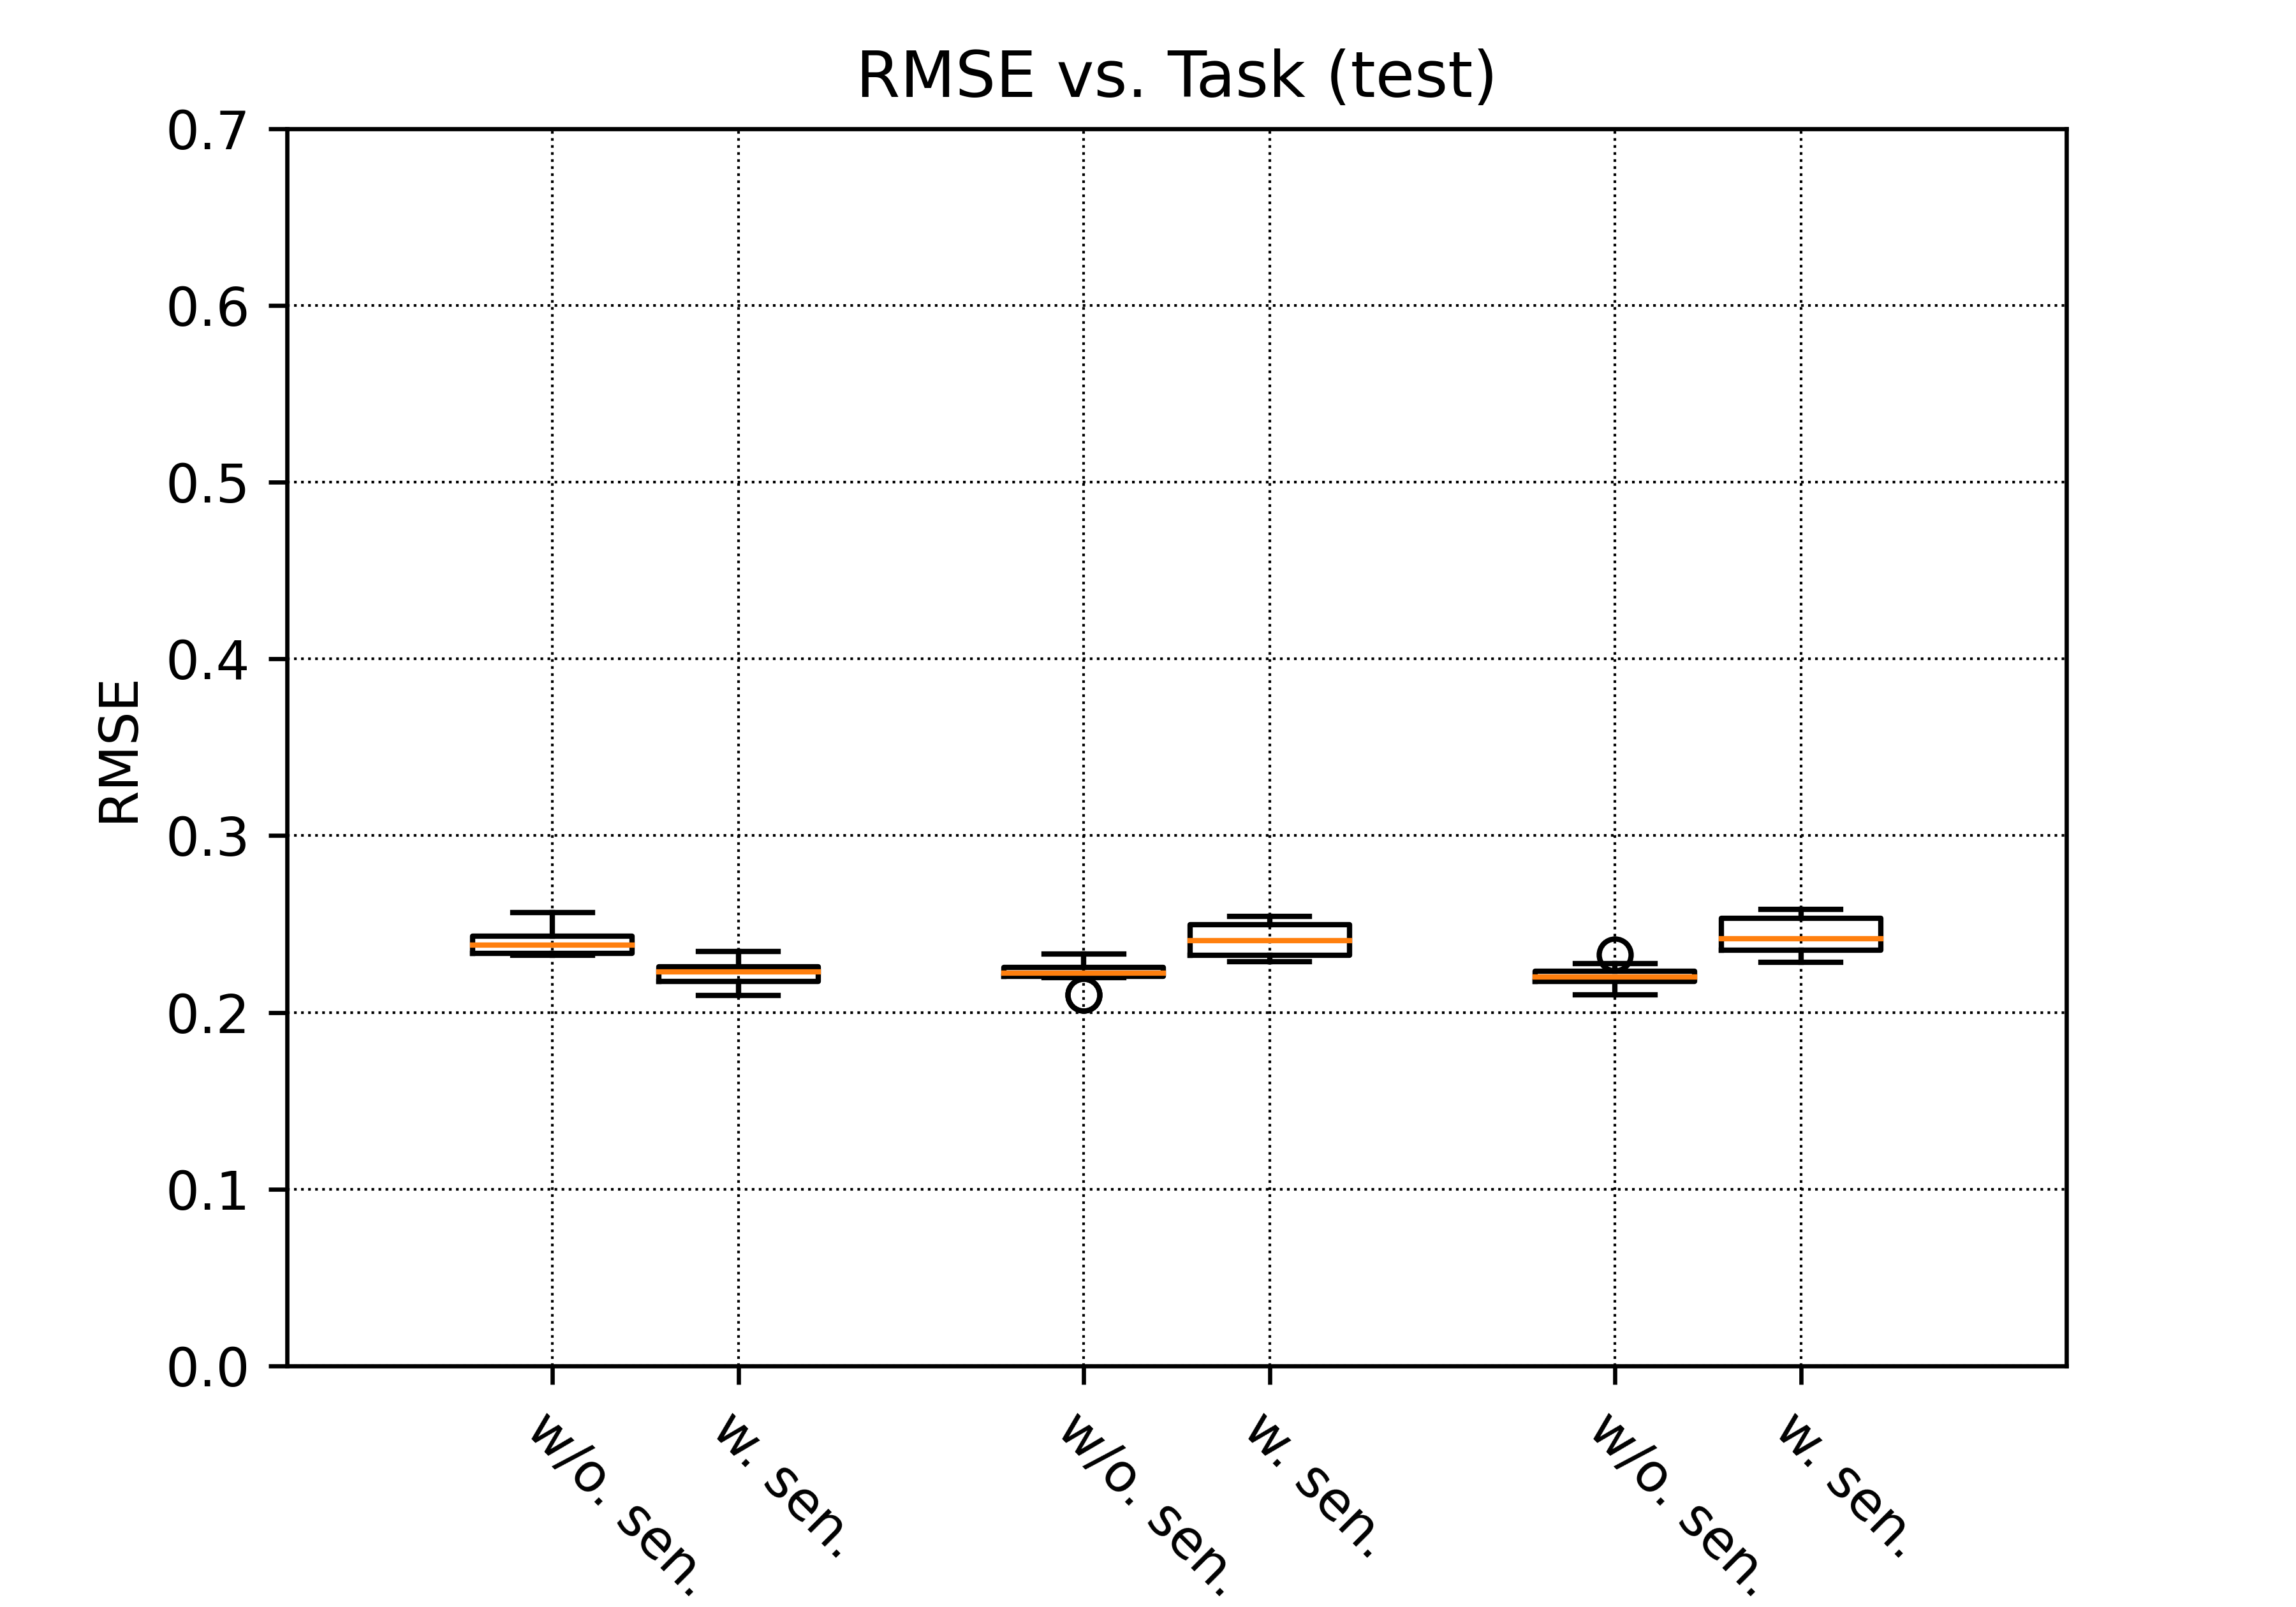 RMSE vs. Task (test)
0.7
0.6
0.5
0.4
0.3
0.2
0.1
0.0
RMSE
w/o. sen.
w. sen.
w/o. sen.
w. sen.
w/o. sen.
w. sen.